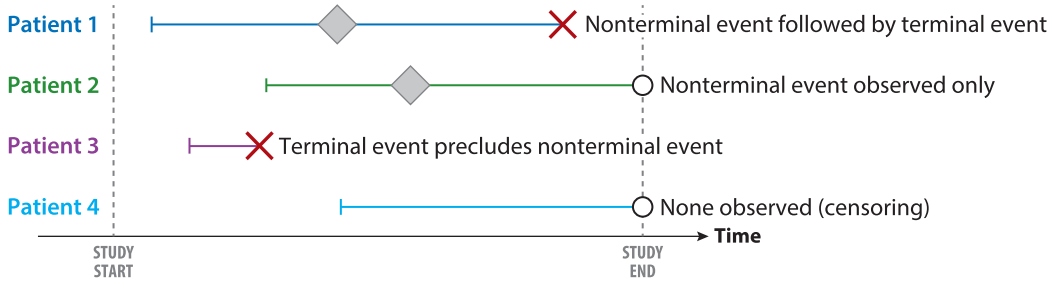 Patient 1 Nonterminal event followed by terminal event
Patient 2 Nonterminal event observed only
Patient 3 Terminal event precludes nonterminal event
Patient 4 None observed (censoring)
Time
STUDY
START
STUDY
END